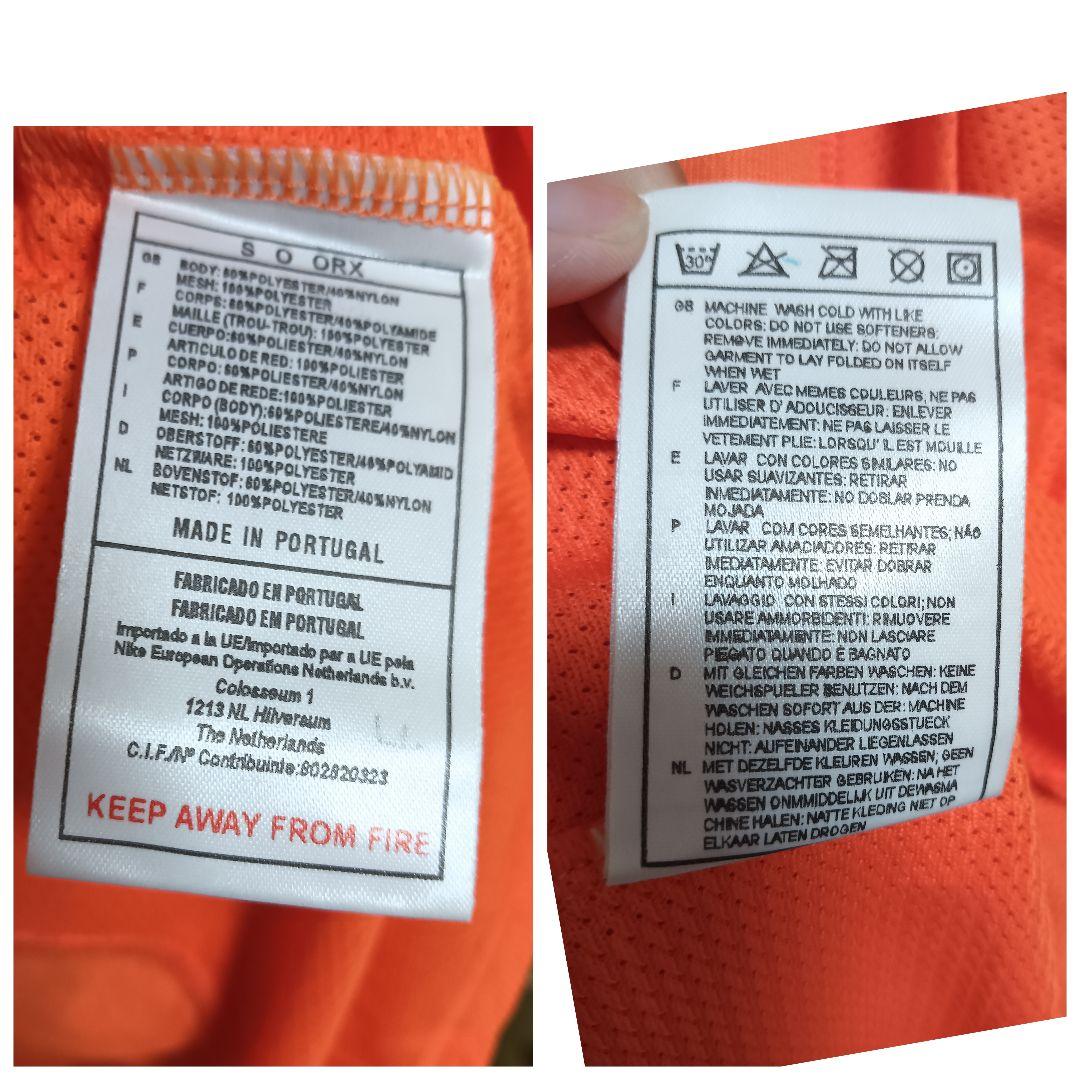 S O ORX
GB BODY: 60%POLYESTER/40%NYLON
MESH: 100%POLYESTER
F CORPS: 60%POLYESTER/40%POLYAMIDE
MAILLE (TROU-TROU): 100%POLYESTER
E CUERPO:60%POLIESTER/40%NYLON
ARTICULO DE RED: 100%POLIESTER
P CORPO: 60%POLIESTER/40%NYLON
ARTIGO DE REDE:100%POLIESTER
I CORPO (BODY):60%POLIESTERE/40%NYLON
MESH: 100%POLIESTERE
D OBERSTOFF: 60%POLYESTER/40%POLYAMID
NETZWARE: 100%POLYESTER
NL BOVENSTOF: 60%POLYESTER/40%NYLON
NETSTOF: 100%POLYESTER
MADE IN PORTUGAL
FABRICADO EN PORTUGAL
FABRICADO EM PORTUGAL
Importado a la UE/Importado par a UE pela
Nike European Operations Netherlands b.v.
Colosseum 1
1213 NL Hilversum
The Netherlands
C.I.F./Nº Contribuinte:802820323
KEEP AWAY FROM FIRE
30°
GB MACHINE WASH COLD WITH LIKE
COLORS: DO NOT USE SOFTENERS:
REMOVE IMMEDIATELY: DO NOT ALLOW
GARMENT TO LAY FOLDED ON ITSELF
WHEN WET
F LAVER AVEC MEMES COULEURS, NE PAS
UTILISER D' ADOUCISSEUR: ENLEVER
IMMEDIATEMENT: NE PAS LAISSER LE
VETEMENT PLIE: LORSQU' IL EST MOUILLE
E LAVAR CON COLORES SIMILARES: NO
USAR SUAVIZANTES: RETIRAR
INMEDIATAMENTE: NO DOBLAR PRENDA
MOJADA
P LAVAR COM CORES SEMELHANTES; NÃO
UTILIZAR AMACIADORES: RETIRAR
IMEDIATAMENTE: EVITAR DOBRAR
ENQUANTO MOLHADO
I LAVAGGIO CON STESSI COLORI; NON
USARE AMMORBIDENTI: RIMUOVERE
IMMEDIATAMENTE: NON LASCIARE
PIEGATO QUANDO E BAGNATO
D MIT GLEICHEN FARBEN WASCHEN: KEINE
WEICHSPUELER BENUTZEN: NACH DEM
WASCHEN SOFORT AUS DER: MACHINE
HOLEN: NASSES KLEIDUNGSSTUECK
NICHT: AUFEINANDER LIEGENLASSEN
NL MET DEZELFDE KLEUREN WASSEN; GEEN
WASVERZACHTER GEBRUIKEN: NA HET
WASSEN ONMMIDDELIJK UIT DEWASMA
CHINE HALEN: NATTE KLEDING NIET OP
ELKAAR LATEN DROGEN